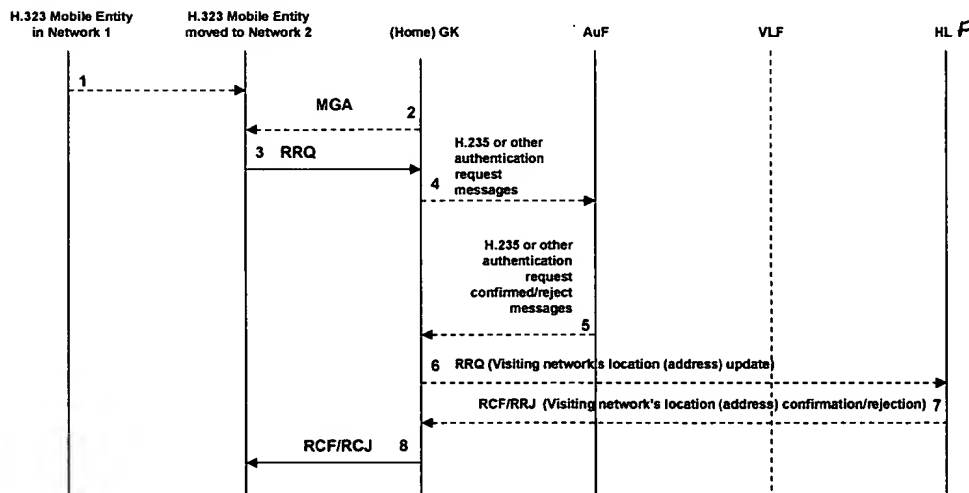 H.323 Mobile Entity
in Network 1
H.323 Mobile Entity
moved to Network 2
(Home) GK
AuF
VLF
HL F
1
MGA
2
3 RRQ
H.235 or other
authentication
request
messages
4
H.235 or other
authentication
request
confirmed/reject
messages
5
6 RRQ (Visiting network's location (address) update)
RCF/RRJ (Visiting network's location (address) confirmation/rejection) 7
RCF/RCJ 8